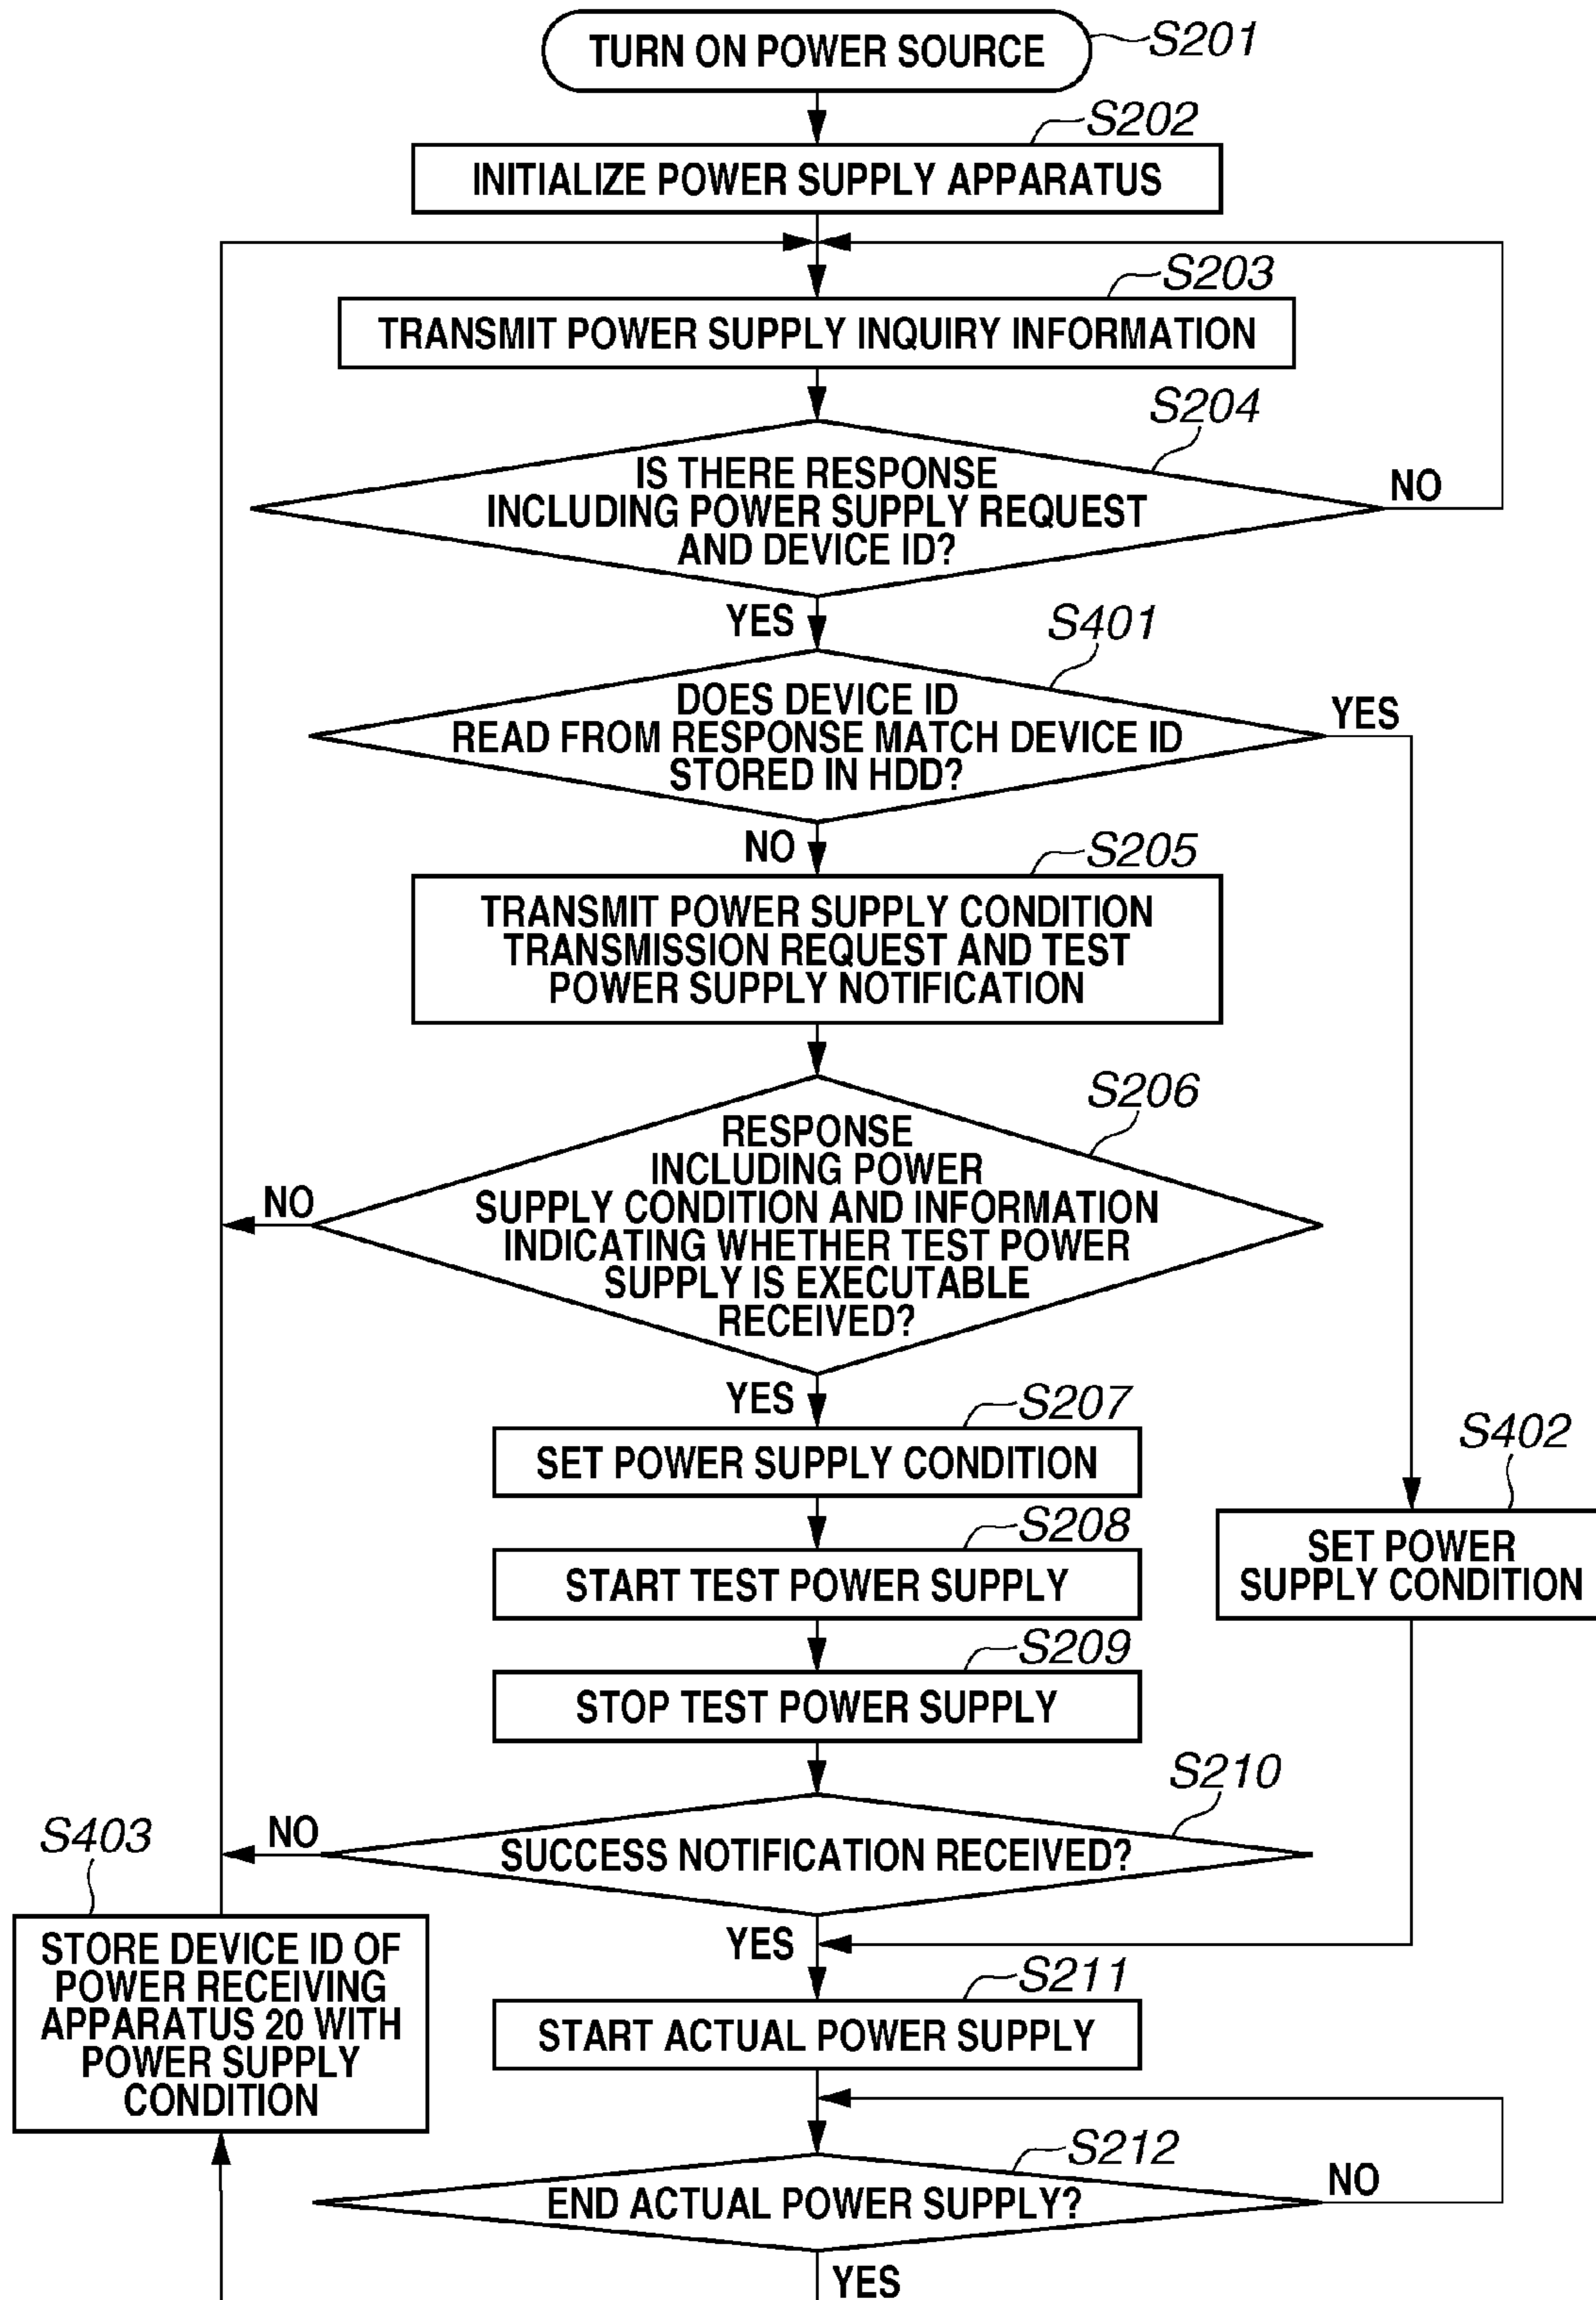 TURN ON POWER SOURCE
S201
S202
INITIALIZE POWER SUPPLY APPARATUS
S203
TRANSMIT POWER SUPPLY INQUIRY INFORMATION
S204
IS THERE RESPONSE
INCLUDING POWER SUPPLY REQUEST
AND DEVICE ID?
NO
YES
S401
DOES DEVICE ID
READ FROM RESPONSE MATCH DEVICE ID
STORED IN HDD?
YES
NO
S205
TRANSMIT POWER SUPPLY CONDITION
TRANSMISSION REQUEST AND TEST
POWER SUPPLY NOTIFICATION
S206
RESPONSE
INCLUDING POWER
SUPPLY CONDITION AND INFORMATION
INDICATING WHETHER TEST POWER
SUPPLY IS EXECUTABLE
RECEIVED?
NO
YES
S207
SET POWER SUPPLY CONDITION
S402
SET POWER
SUPPLY CONDITION
S208
START TEST POWER SUPPLY
S209
STOP TEST POWER SUPPLY
S210
SUCCESS NOTIFICATION RECEIVED?
NO
YES
S403
STORE DEVICE ID OF
POWER RECEIVING
APPARATUS 20 WITH
POWER SUPPLY
CONDITION
S211
START ACTUAL POWER SUPPLY
S212
END ACTUAL POWER SUPPLY?
NO
YES